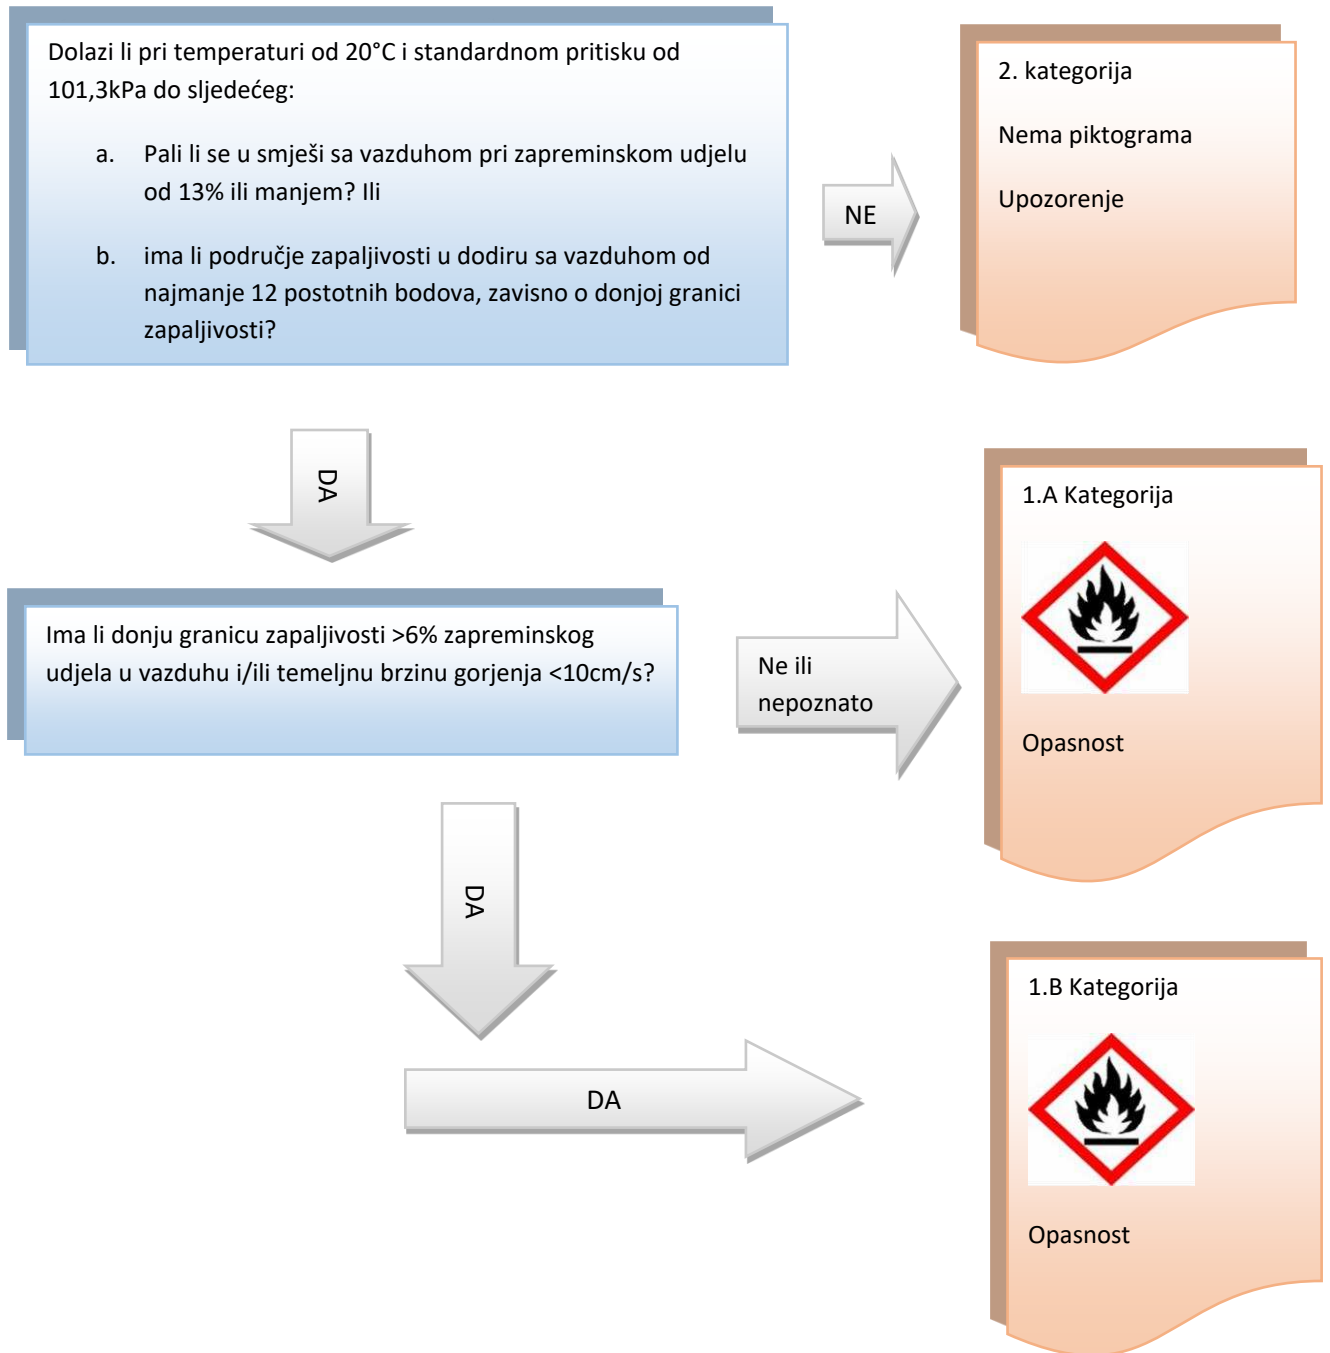 Dolazi li pri temperaturi od 20°C i standardnom pritisku od
101,3kPa do sljedećeg:
a. Pali li se u smješi sa vazduhom pri zapreminskom udjelu
od 13% ili manjem? Ili
b. ima li područje zapaljivosti u dodiru sa vazduhom od
najmanje 12 postotnih bodova, zavisno o donjoj granici
zapaljivosti?
NE
2. kategorija
Nema piktograma
Upozorenje
DA
Ima li donju granicu zapaljivosti >6% zapreminskog
udjela u vazduhu i/ili temeljnu brzinu gorjenja <10cm/s?
Ne ili
nepoznato
1.A Kategorija
Opasnost
DA
DA
1.B Kategorija
Opasnost